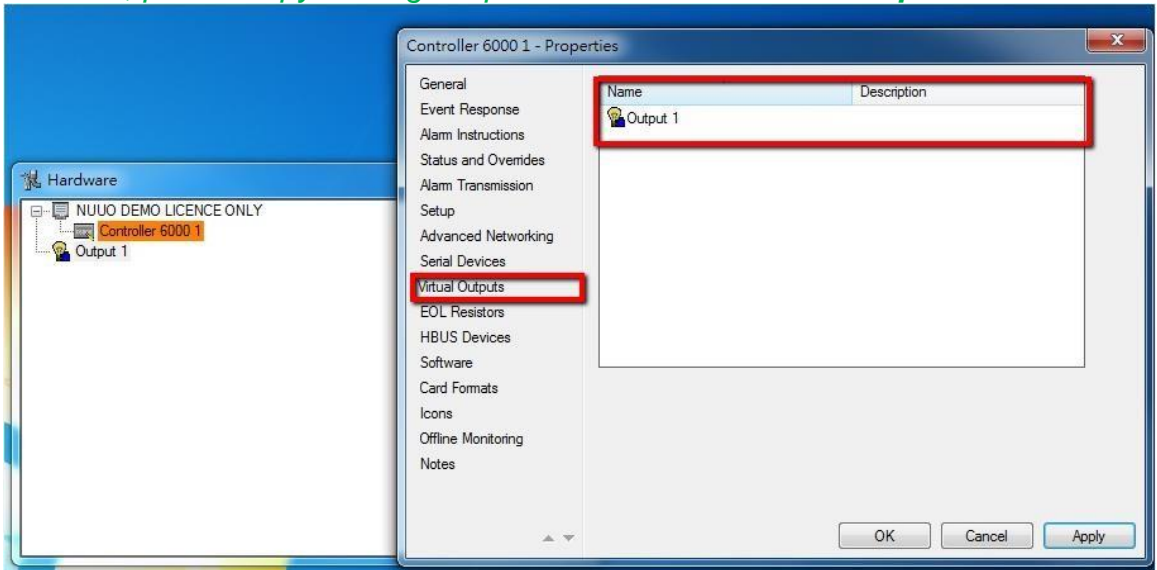 Controller 6000 1 - Properties
General
Event Response
Alarm Instructions
Status and Overrides
Alarm Transmission
Setup
Advanced Networking
Serial Devices
Virtual Outputs
EOL Resistors
HBUS Devices
Software
Card Formats
Icons
Offline Monitoring
Notes
Name Description
Output 1
OK Cancel Apply
Hardware
NUUO DEMO LICENCE ONLY
Controller 6000 1
Output 1